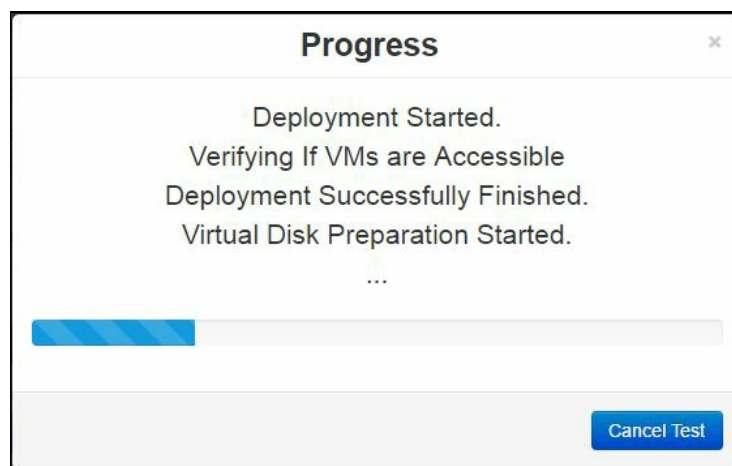 Progress
×
Deployment Started.
Verifying If VMs are Accessible
Deployment Successfully Finished.
Virtual Disk Preparation Started.
...
Cancel Test